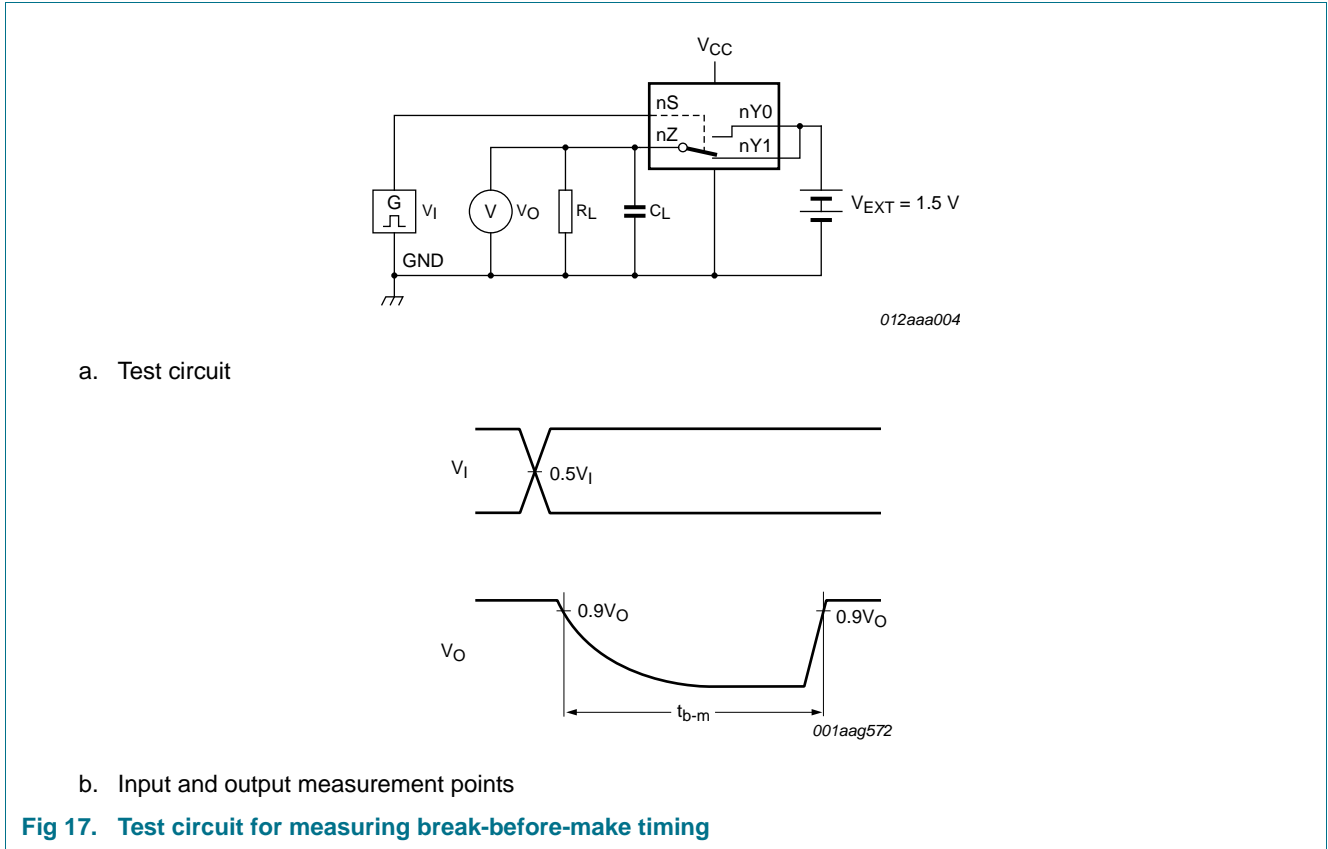 VCC
nS
nY0
nZ
nY1
G
VI
V
VO
RL
CL
VEXT = 1.5 V
GND
012aaa004
a. Test circuit
VI
0.5VI
0.9VO
0.9VO
VO
tb-m
001aag572
b. Input and output measurement points
Fig 17. Test circuit for measuring break-before-make timing